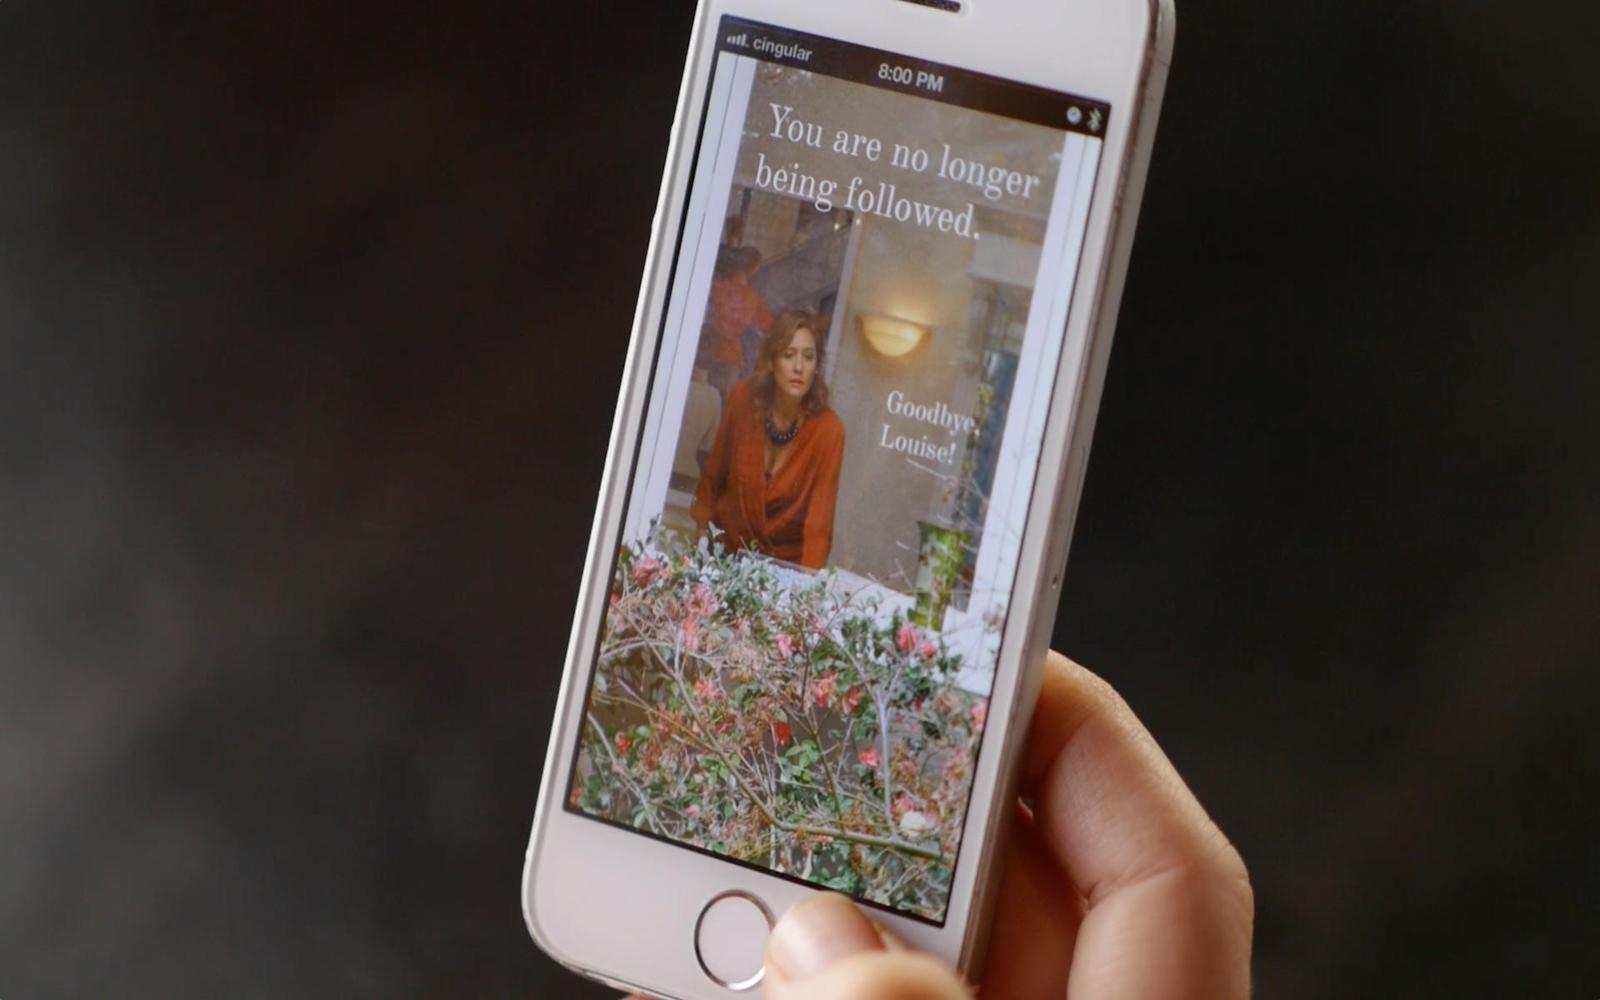 cingular
8:00 PM
You are no longer
being followed.
Goodbye,
Louise!